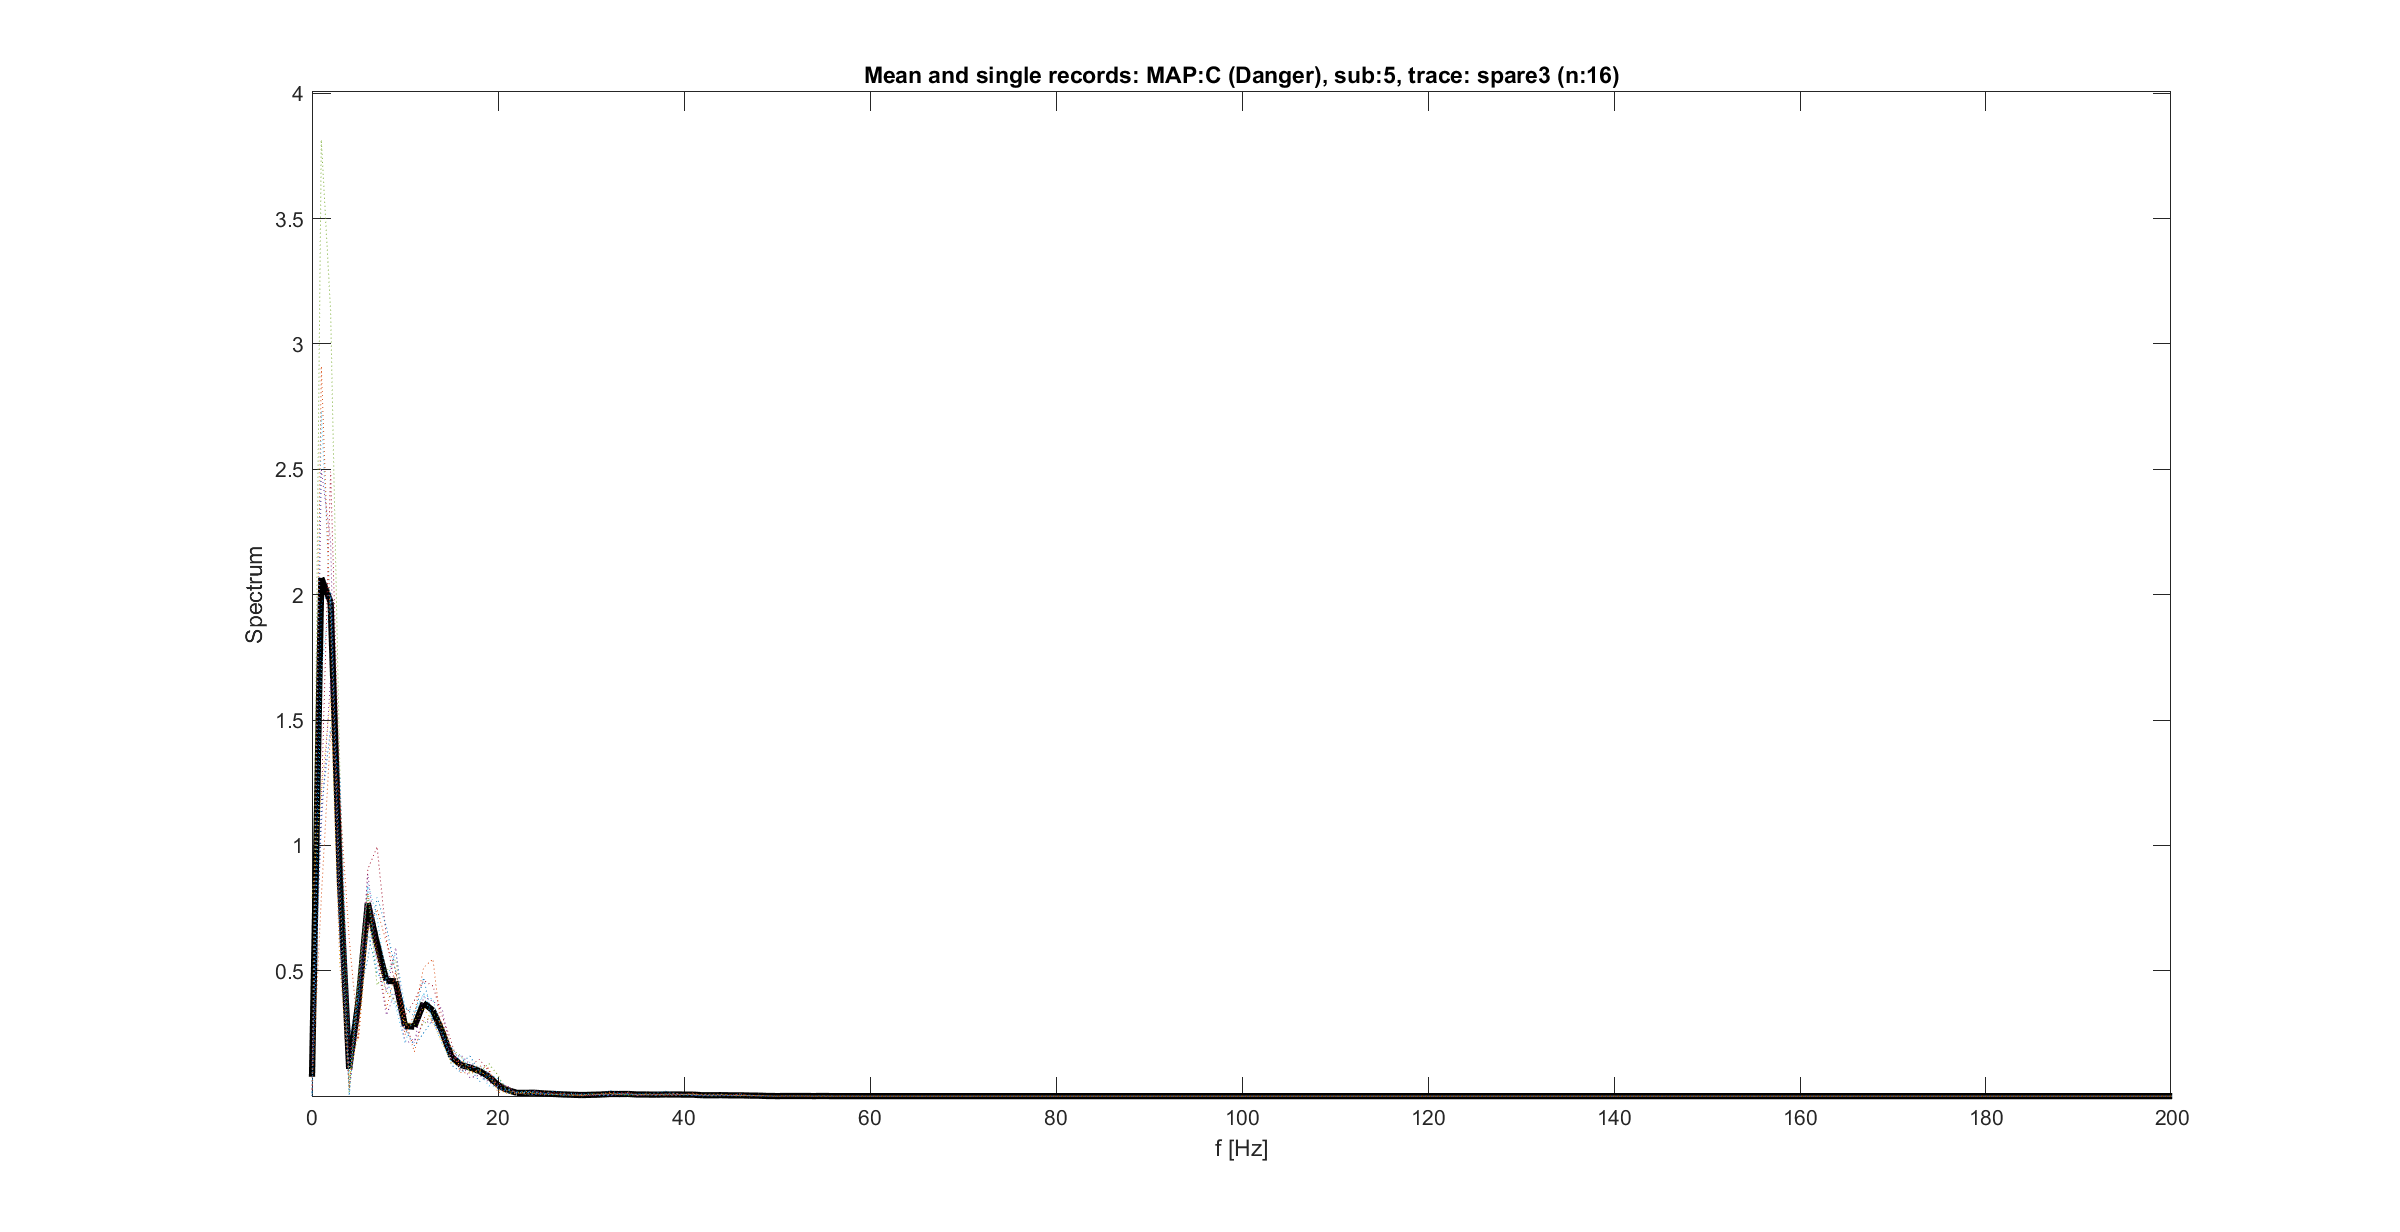 Mean and single records: MAP:C (Danger), sub:5, trace: spare3 (n:16)
4
3.5
3
2.5
2
1.5
1
0.5
Spectrum
0 20 40 60 80 100 120 140 160 180 200
f [Hz]